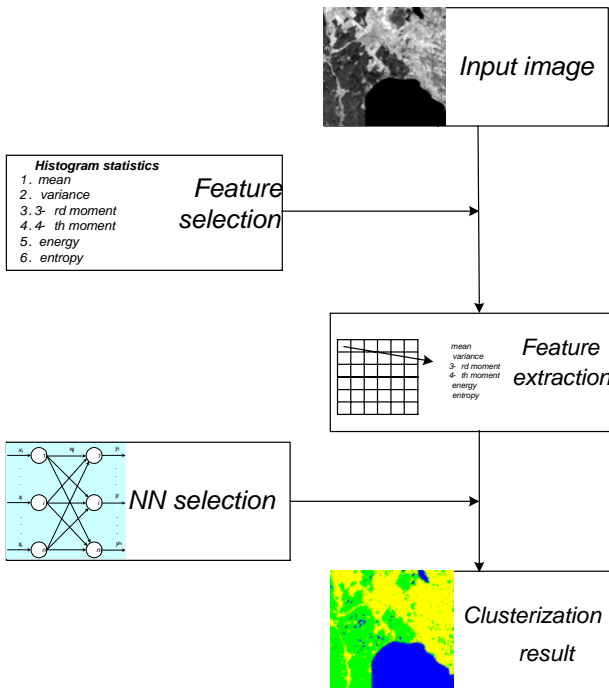 Input image
Histogram statistics
1. mean
2. variance
3. 3- rd moment
4. 4- th moment
5. energy
6. entropy
Feature
selection
mean
variance
3- rd moment
4- th moment
energy
entropy
Feature
extraction
NN selection
Clusterization
result